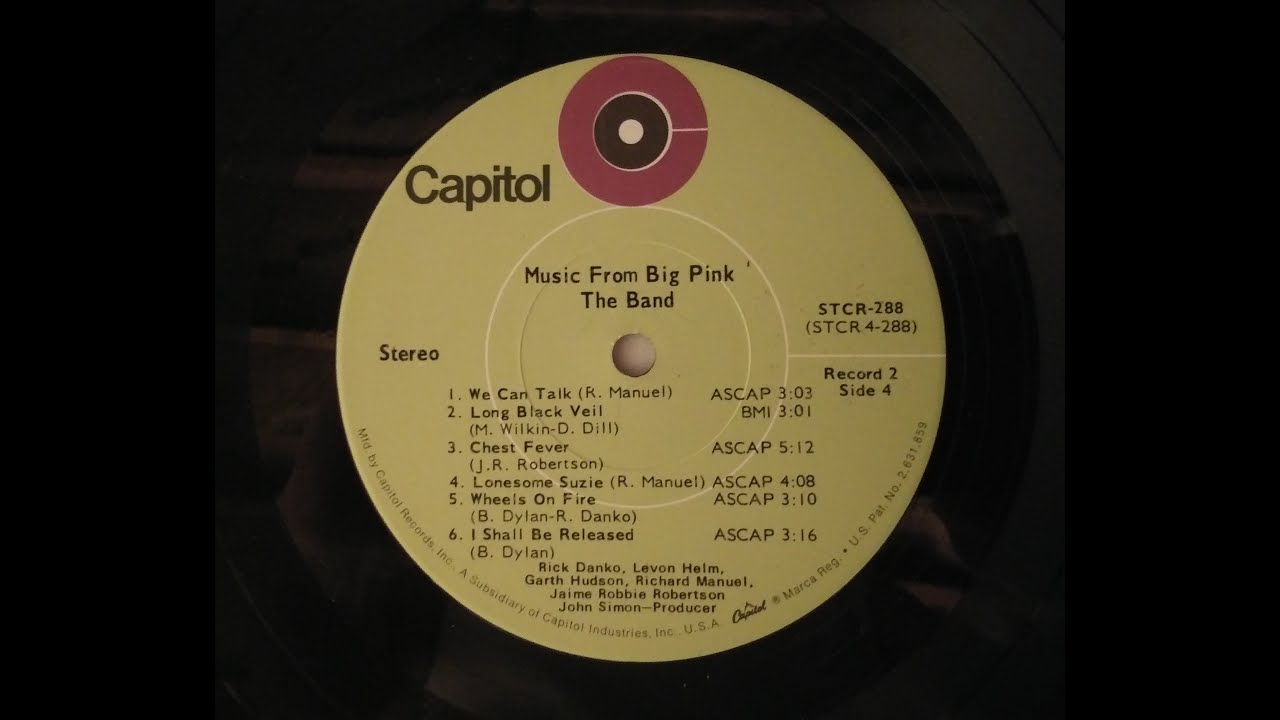 Capitol
Music From Big Pink
The Band
STCR-288
(STCR 4-288)
Stereo
Record 2
Side 4
1. We Can Talk (R. Manuel) ASCAP 3:03
2. Long Black Veil BMI 3:01
(M. Wilkin-D. Dill)
3. Chest Fever ASCAP 5:12
(J.R. Robertson)
4. Lonesome Suzie (R. Manuel) ASCAP 4:08
5. Wheels On Fire ASCAP 3:10
(B. Dylan-R. Danko)
6. I Shall Be Released ASCAP 3:16
(B. Dylan)
Rick Danko, Levon Helm,
Garth Hudson, Richard Manuel,
Jaime Robbie Robertson
John Simon—Producer
Mfd. by Capitol Records, Inc., A Subsidiary of Capitol Industries, Inc., U.S.A. Capitol ® Marca Reg. • U.S. Pat. No. 2,631,859